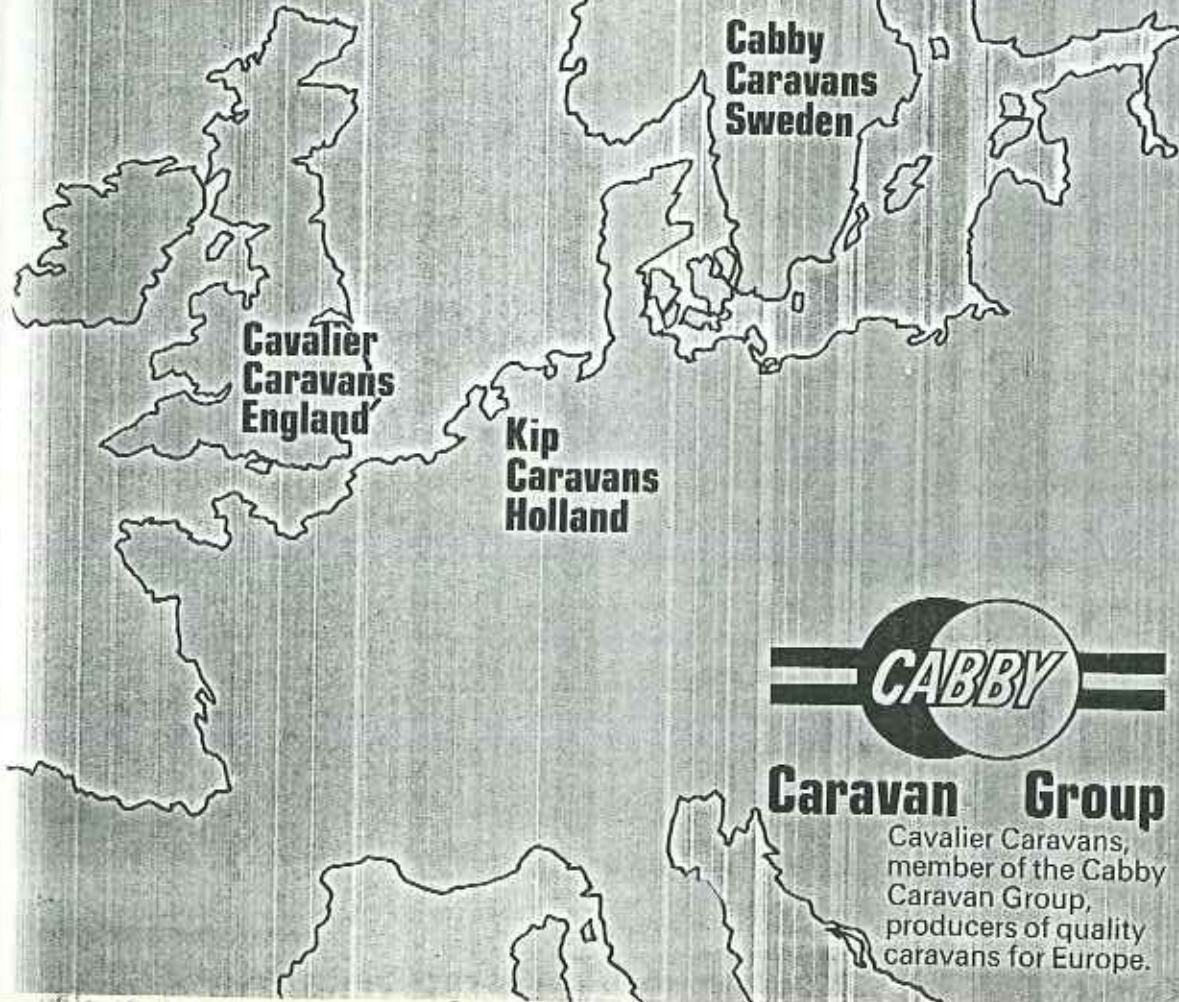 Cabby
Caravans
Sweden
Cavalier
Caravans
England
Kip
Caravans
Holland
CABBY
Caravan Group
Cavalier Caravans,
member of the Cabby
Caravan Group,
producers of quality
caravans for Europe.